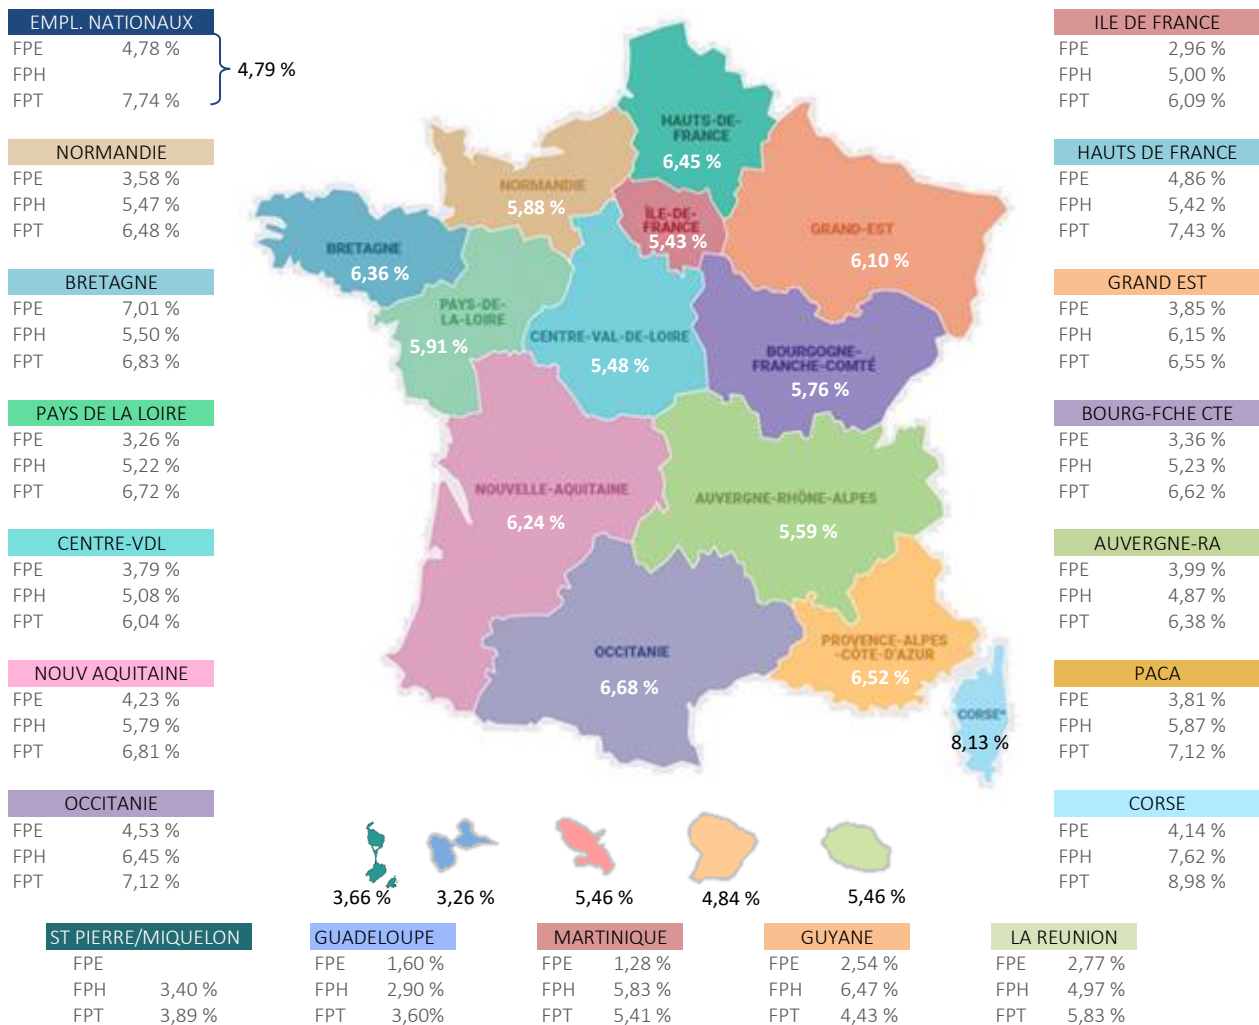 EMPL. NATIONAUX
FPE 4,78 %
FPH
FPT 7,74 %
4,79 %
NORMANDIE
FPE 3,58 %
FPH 5,47 %
FPT 6,48 %
BRETAGNE
FPE 7,01 %
FPH 5,50 %
FPT 6,83 %
PAYS DE LA LOIRE
FPE 3,26 %
FPH 5,22 %
FPT 6,72 %
CENTRE-VDL
FPE 3,79 %
FPH 5,08 %
FPT 6,04 %
NOUV AQUITAINE
FPE 4,23 %
FPH 5,79 %
FPT 6,81 %
OCCITANIE
FPE 4,53 %
FPH 6,45 %
FPT 7,12 %
HAUTS-DE-
FRANCE
6,45 %
NORMANDIE
5,88 %
ÎLE-DE-
FRANCE
5,43 %
GRAND-EST
6,10 %
BRETAGNE
6,36 %
PAYS-DE-
LA-LOIRE
5,91 %
CENTRE-VAL-DE-LOIRE
5,48 %
BOURGOGNE-
FRANCHE-COMTÉ
5,76 %
NOUVELLE-AQUITAINE
6,24 %
AUVERGNE-RHÔNE-ALPES
5,59 %
OCCITANIE
6,68 %
PROVENCE-ALPES
-CÔTE-D'AZUR
6,52 %
CORSE*
8,13 %
ILE DE FRANCE
FPE 2,96 %
FPH 5,00 %
FPT 6,09 %
HAUTS DE FRANCE
FPE 4,86 %
FPH 5,42 %
FPT 7,43 %
GRAND EST
FPE 3,85 %
FPH 6,15 %
FPT 6,55 %
BOURG-FCHE CTE
FPE 3,36 %
FPH 5,23 %
FPT 6,62 %
AUVERGNE-RA
FPE 3,99 %
FPH 4,87 %
FPT 6,38 %
PACA
FPE 3,81 %
FPH 5,87 %
FPT 7,12 %
CORSE
FPE 4,14 %
FPH 7,62 %
FPT 8,98 %
3,66 % 3,26 % 5,46 % 4,84 % 5,46 %
ST PIERRE/MIQUELON
FPE
FPH 3,40 %
FPT 3,89 %
GUADELOUPE
FPE 1,60 %
FPH 2,90 %
FPT 3,60%
MARTINIQUE
FPE 1,28 %
FPH 5,83 %
FPT 5,41 %
GUYANE
FPE 2,54 %
FPH 6,47 %
FPT 4,43 %
LA REUNION
FPE 2,77 %
FPH 4,97 %
FPT 5,83 %